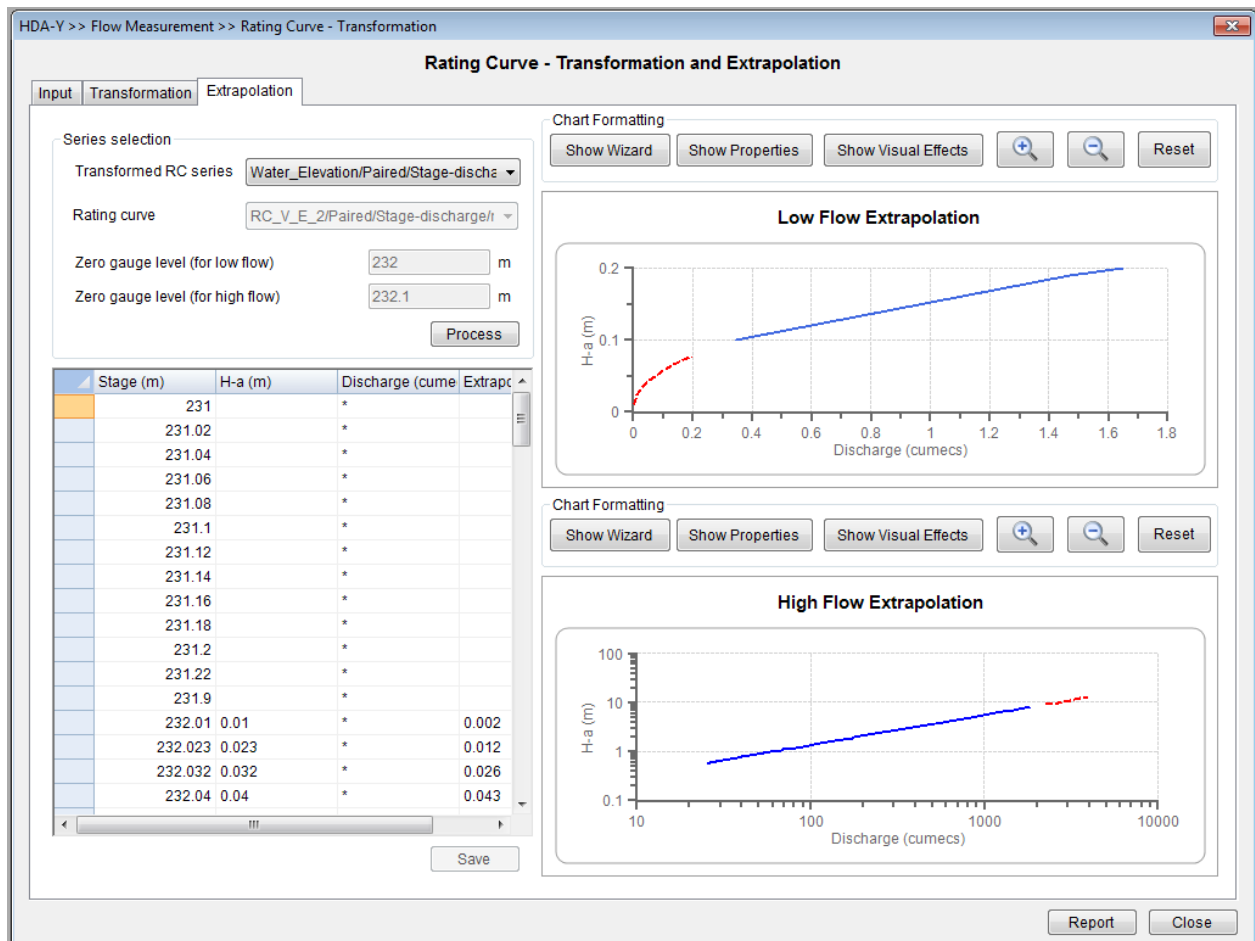 HDA-Y >> Flow Measurement >> Rating Curve - Transformation
Rating Curve - Transformation and Extrapolation
Input Transformation Extrapolation
Series selection
Transformed RC series Water_Elevation/Paired/Stage-discha
Rating curve RC_V_E_2/Paired/Stage-discharge/r
Zero gauge level (for low flow) 232 m
Zero gauge level (for high flow) 232.1 m
Process
Stage (m) H-a (m) Discharge (cume Extrapo
231 *
231.02 *
231.04 *
231.06 *
231.08 *
231.1 *
231.12 *
231.14 *
231.16 *
231.18 *
231.2 *
231.22 *
231.9 *
232.01 0.01 * 0.002
232.023 0.023 * 0.012
232.032 0.032 * 0.026
232.04 0.04 * 0.043
Save
Chart Formatting
Show Wizard Show Properties Show Visual Effects Reset
Low Flow Extrapolation
H-a (m)
0.2
0.1
0
0 0.2 0.4 0.6 0.8 1 1.2 1.4 1.6 1.8
Discharge (cumecs)
Chart Formatting
Show Wizard Show Properties Show Visual Effects Reset
High Flow Extrapolation
H-a (m)
100
10
1
0.1
10 100 1000 10000
Discharge (cumecs)
Report Close